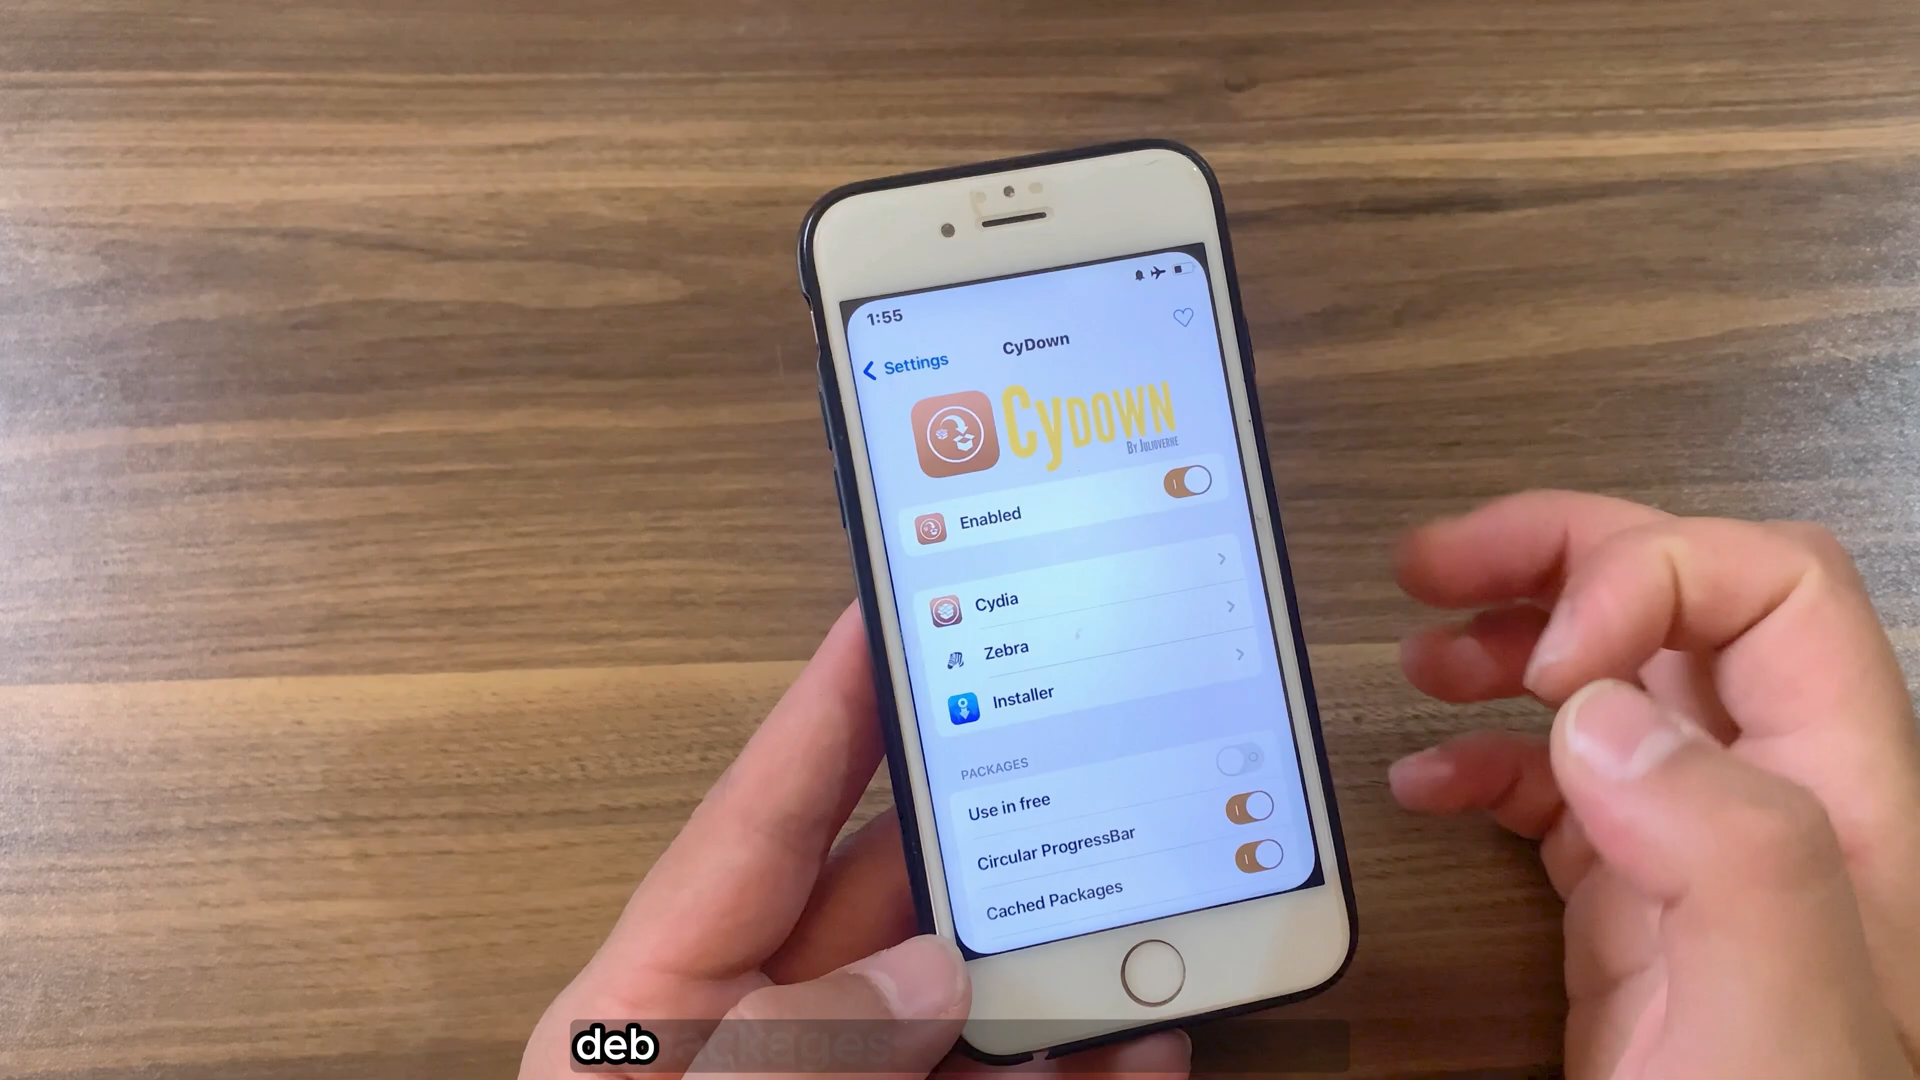 1:55
Settings
CyDown
CYDOWN
BY JULIOVERNE
Enabled
Cydia
Zebra
Installer
PACKAGES
Use in free
Circular ProgressBar
Cached Packages
deb packages